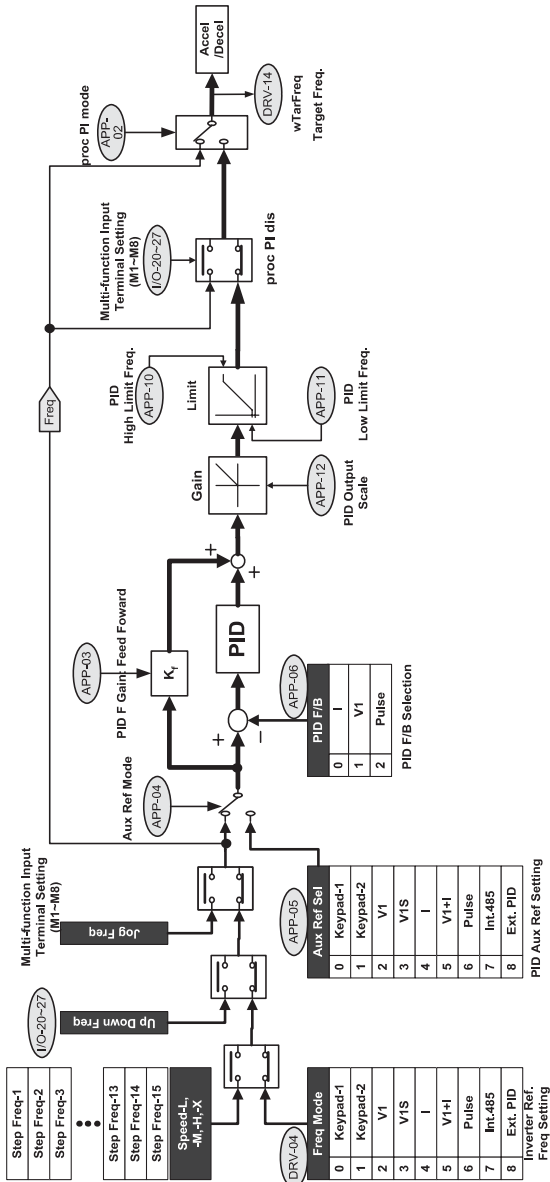 Step Freq-1
Step Freq-2
Step Freq-3
Step Freq-13
Step Freq-14
Step Freq-15
Speed-L,
-M,-H,-X
DRV-04
Freq Mode
0 Keypad-1
1 Keypad-2
2 V1
3 V1S
4 I
5 V1+I
6 Pulse
7 Int.485
8 Ext. PID
Inverter Ref.
Freq Setting
I/O-20~27
Up Down Freq
Multi-function Input
Terminal Setting
(M1~M8)
Jog Freq
APP-05
Aux Ref Sel
0 Keypad-1
1 Keypad-2
2 V1
3 V1S
4 I
5 V1+I
6 Pulse
7 Int.485
8 Ext. PID
PID Aux Ref Setting
Aux Ref Mode
APP-04
APP-03
PID F Gain: Feed Foward
Kf
+
−
PID
+
+
APP-06
PID F/B
0 I
1 V1
2 Pulse
PID F/B Selection
Freq
Gain
APP-12
PID Output
Scale
PID
High Limit Freq.
APP-10
Limit
APP-11
PID
Low Limit Freq.
Multi-function Input
Terminal Setting
(M1~M8)
I/O-20~27
proc PI dis
proc PI mode
APP-
02
Accel
/Decel
DRV-14
wTarFreq
Target Freq.